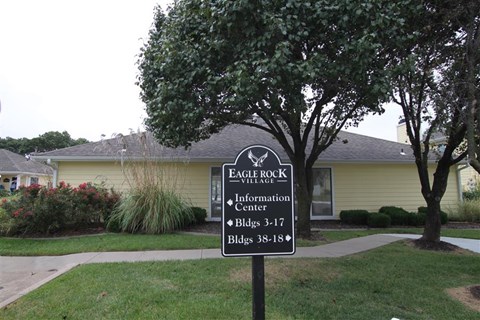 EAGLE ROCK
VILLAGE
Information
Center
Bldgs 3-17
Bldgs 38-18